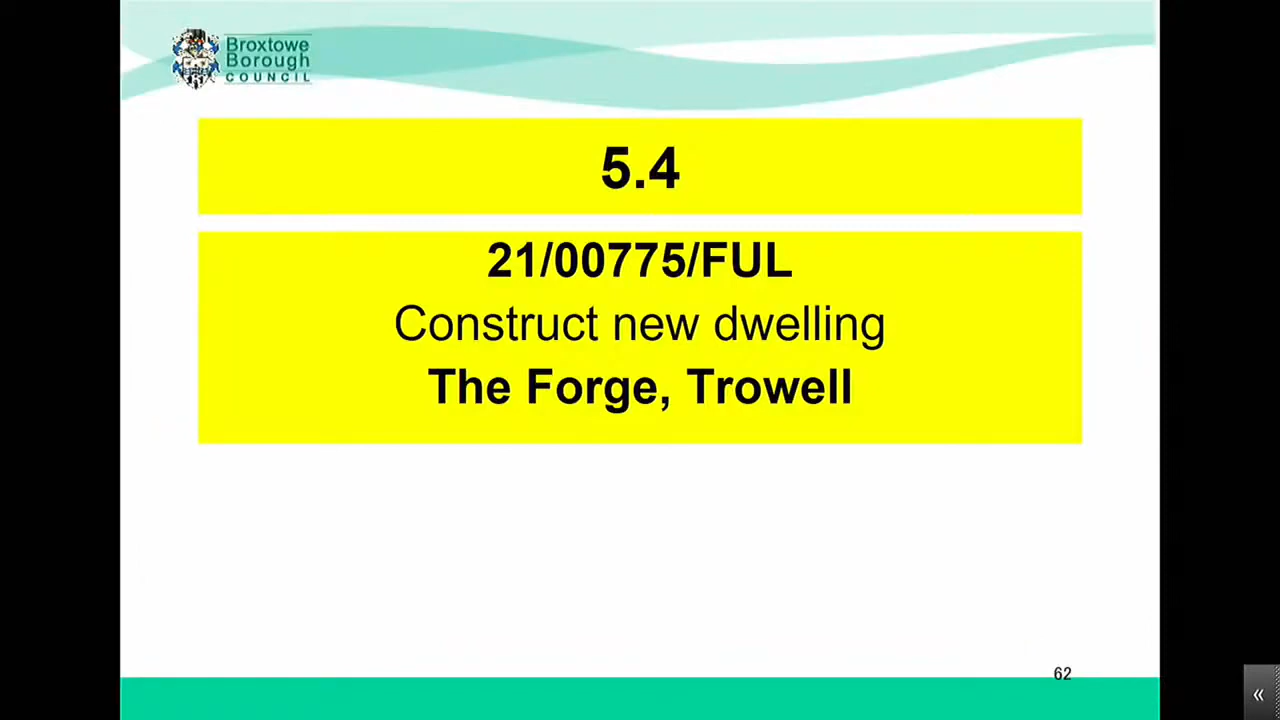 Broxtowe
Borough
COUNCIL
5.4
21/00775/FUL
Construct new dwelling
The Forge, Trowell
62
«